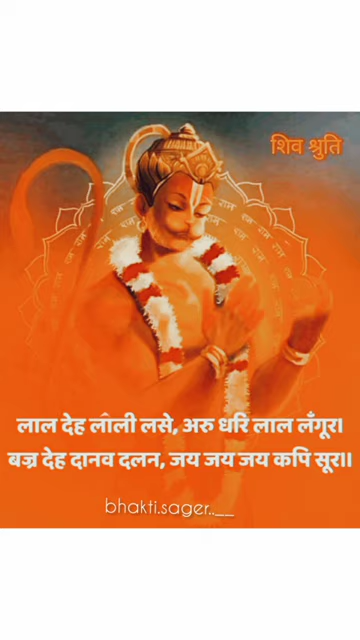 शिव श्रुति
लाल देह लाली लसे, अरु धरि लाल लँगूर।
बज्र देह दानव दलन, जय जय जय कपि सूर।।
bhakti.sager..__